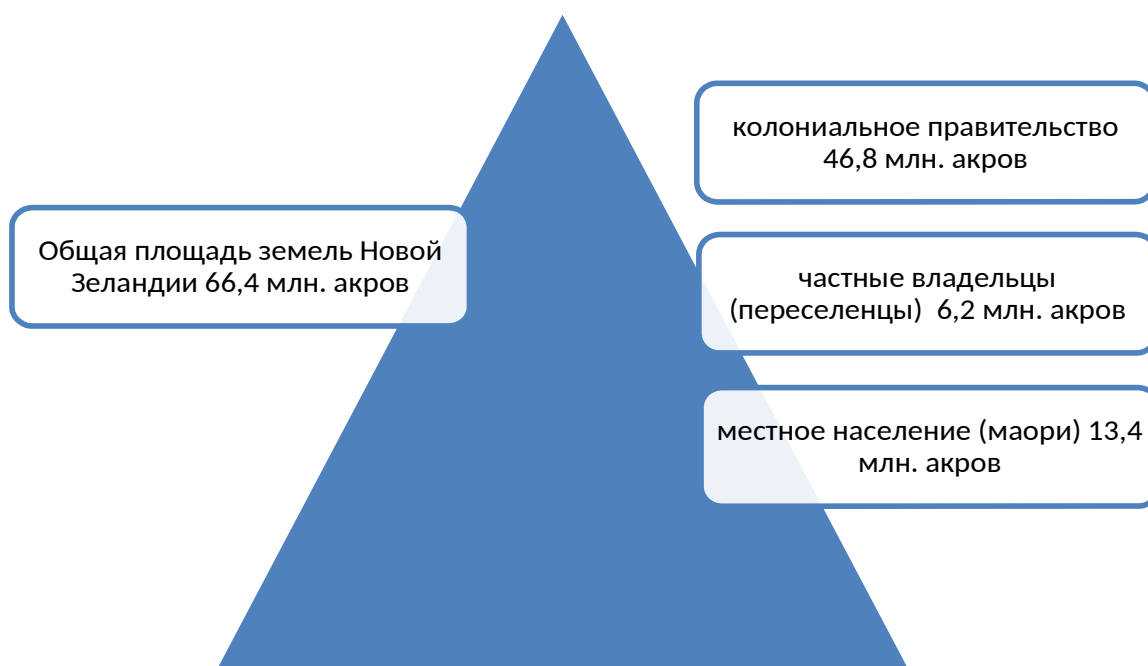 Общая площадь земель Новой
Зеландии 66,4 млн. акров
колониальное правительство
46,8 млн. акров
частные владельцы
(переселенцы)  6,2 млн. акров
местное население (маори) 13,4
млн. акров